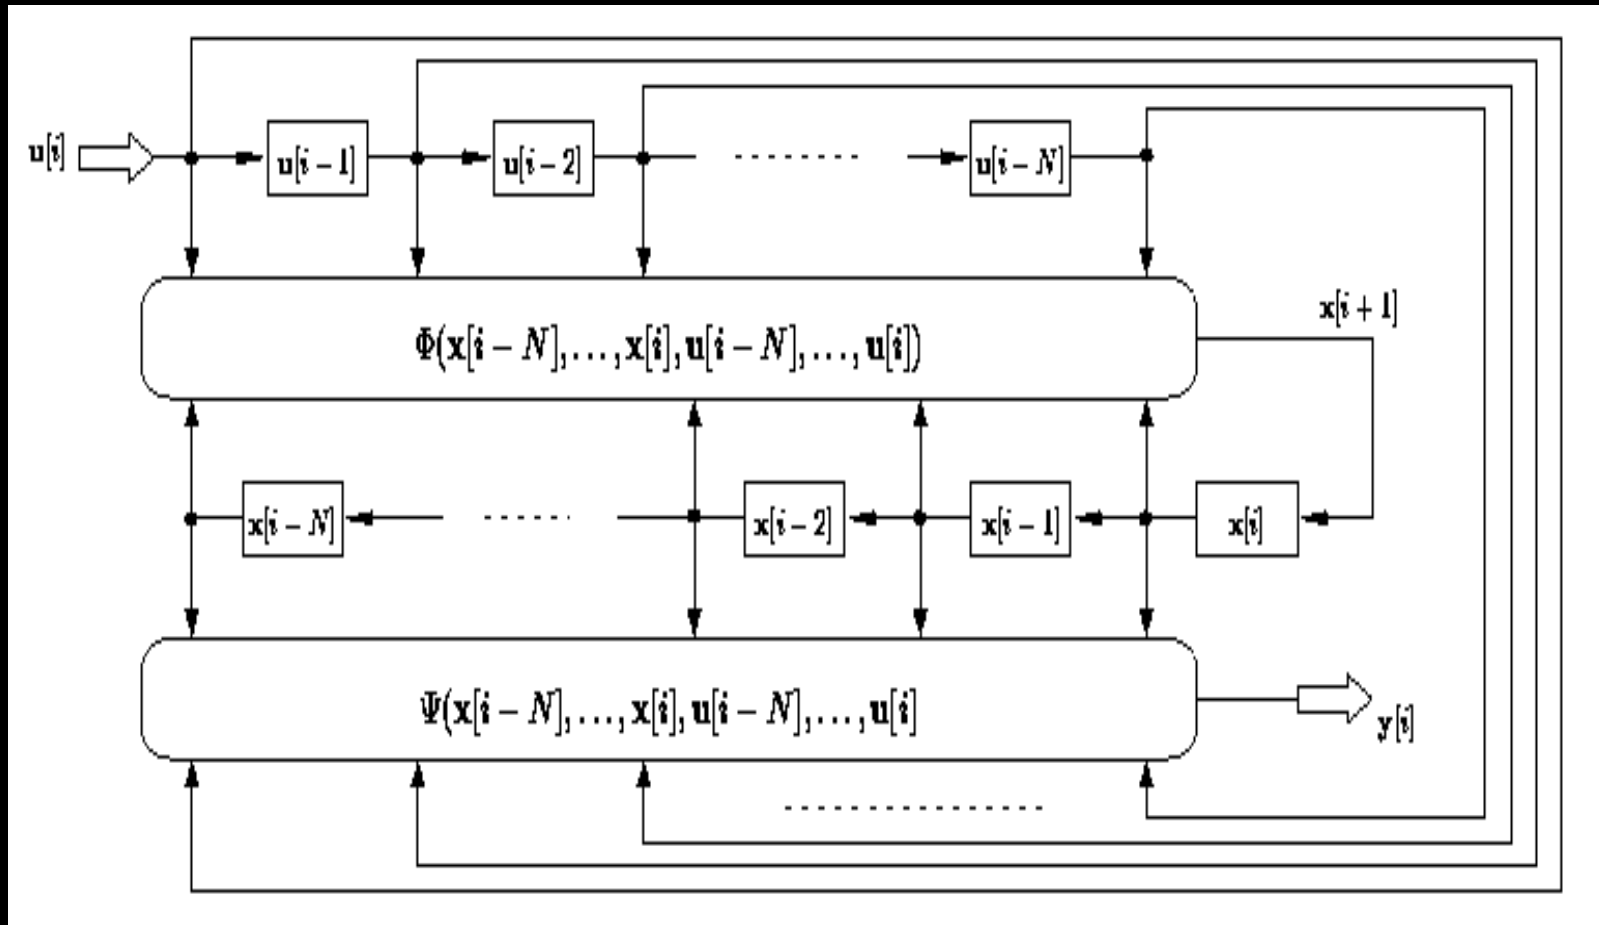 u[i]
u[i − 1]
u[i − 2]
u[i − N]
x[i + 1]
Φ(x[i − N], . . . , x[i], u[i − N], . . . , u[i])
x[i − N]
x[i − 2]
x[i − 1]
x[i]
Ψ(x[i − N], . . . , x[i], u[i − N], . . . , u[i]
y[i]